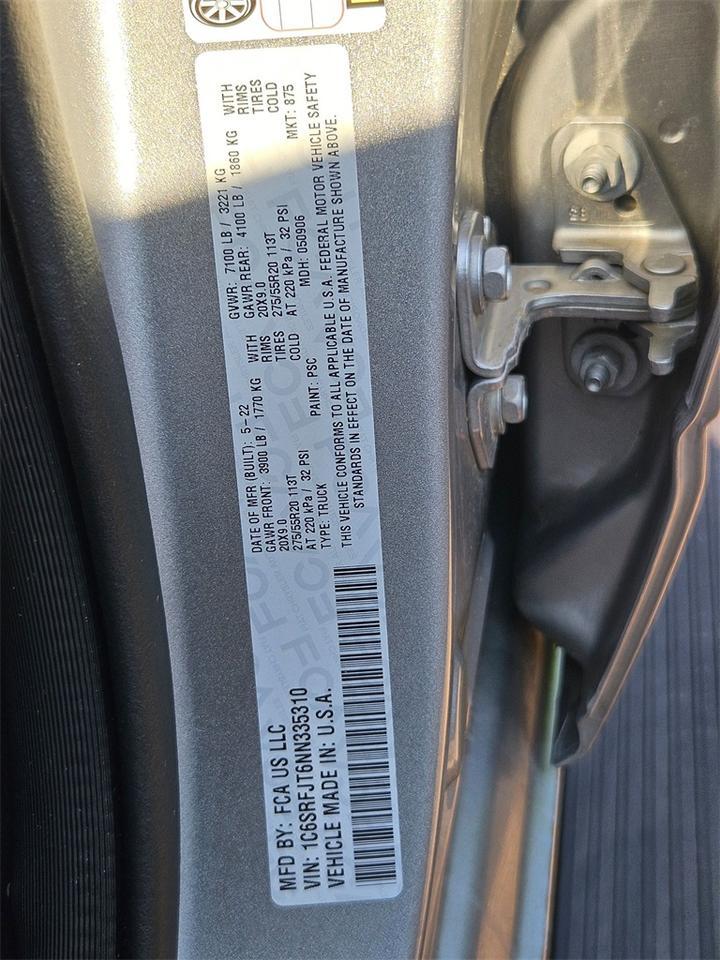 MFD BY: FCA US LLC
VIN: 1C6SRFJT6NN335310
VEHICLE MADE IN: U.S.A.
DATE OF MFR (BUILT): 5-22 GVWR: 7100 LB / 3221 KG
GAWR FRONT: 3900 LB / 1770 KG WITH GAWR REAR: 4100 LB / 1860 KG WITH
20X9.0 RIMS 20X9.0 RIMS
275/55R20 113T TIRES 275/55R20 113T TIRES
AT 220 kPa / 32 PSI COLD AT 220 kPa / 32 PSI COLD
TYPE: TRUCK PAINT: PSC MDH: 050906 MKT: 875
THIS VEHICLE CONFORMS TO ALL APPLICABLE U.S.A. FEDERAL MOTOR VEHICLE SAFETY
STANDARDS IN EFFECT ON THE DATE OF MANUFACTURE SHOWN ABOVE.